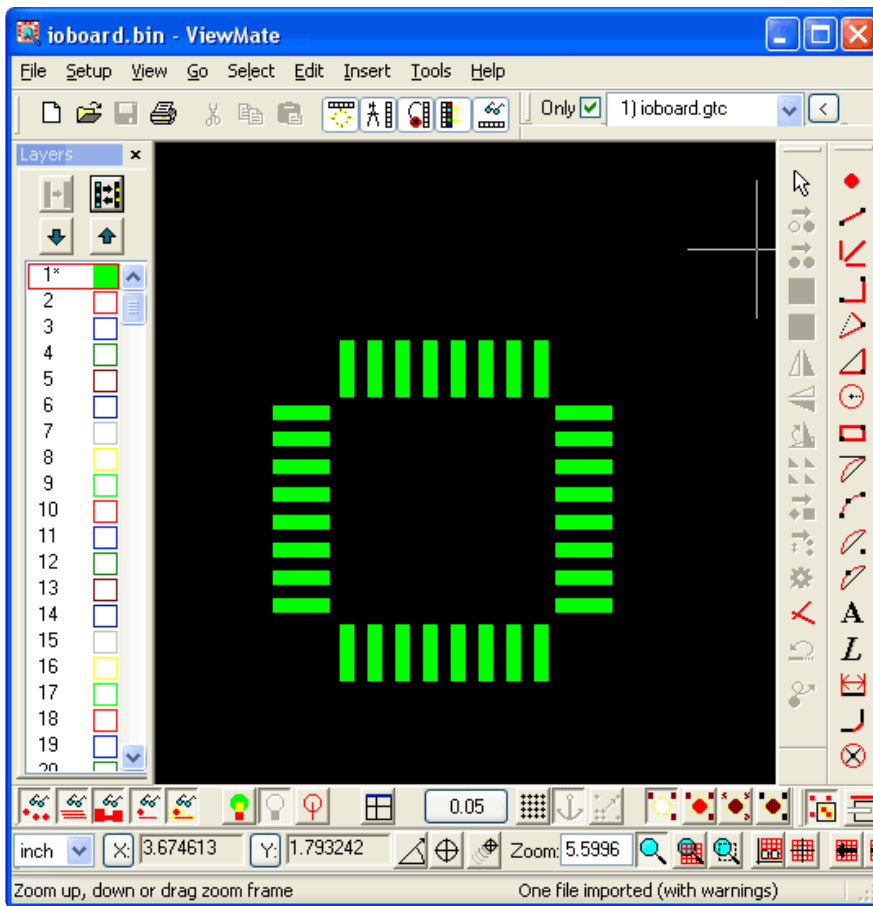 ioboard.bin - ViewMate
File Setup View Go Select Edit Insert Tools Help
Only 1) ioboard.gtc <
Layers x
1*
2
3
4
5
6
7
8
9
10
11
12
13
14
15
16
17
18
19
20
A
L
0.05
inch X: 3.674613 Y: 1.793242 Zoom: 5.5996
Zoom up, down or drag zoom frame One file imported (with warnings)